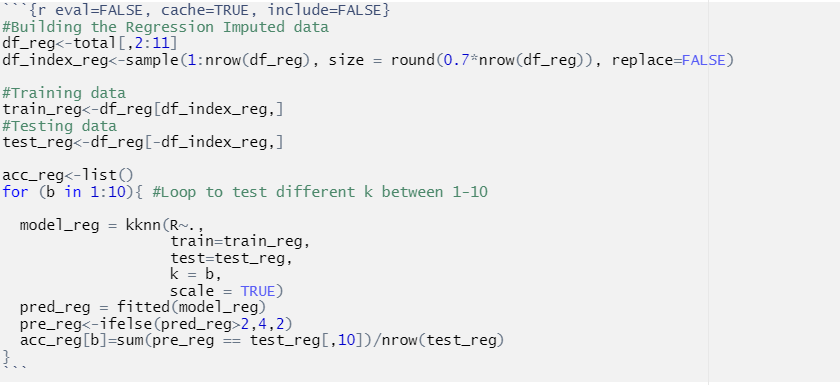 ```{r eval=FALSE, cache=TRUE, include=FALSE}
#Building the Regression Imputed data
df_reg<-total[,2:11]
df_index_reg<-sample(1:nrow(df_reg), size = round(0.7*nrow(df_reg)), replace=FALSE)

#Training data
train_reg<-df_reg[df_index_reg,]
#Testing data
test_reg<-df_reg[-df_index_reg,]

acc_reg<-list()
for (b in 1:10){ #Loop to test different k between 1-10

  model_reg = kknn(R~.,
                   train=train_reg,
                   test=test_reg,
                   k = b,
                   scale = TRUE)
  pred_reg = fitted(model_reg)
  pre_reg<-ifelse(pred_reg>2,4,2)
  acc_reg[b]=sum(pre_reg == test_reg[,10])/nrow(test_reg)
}
```